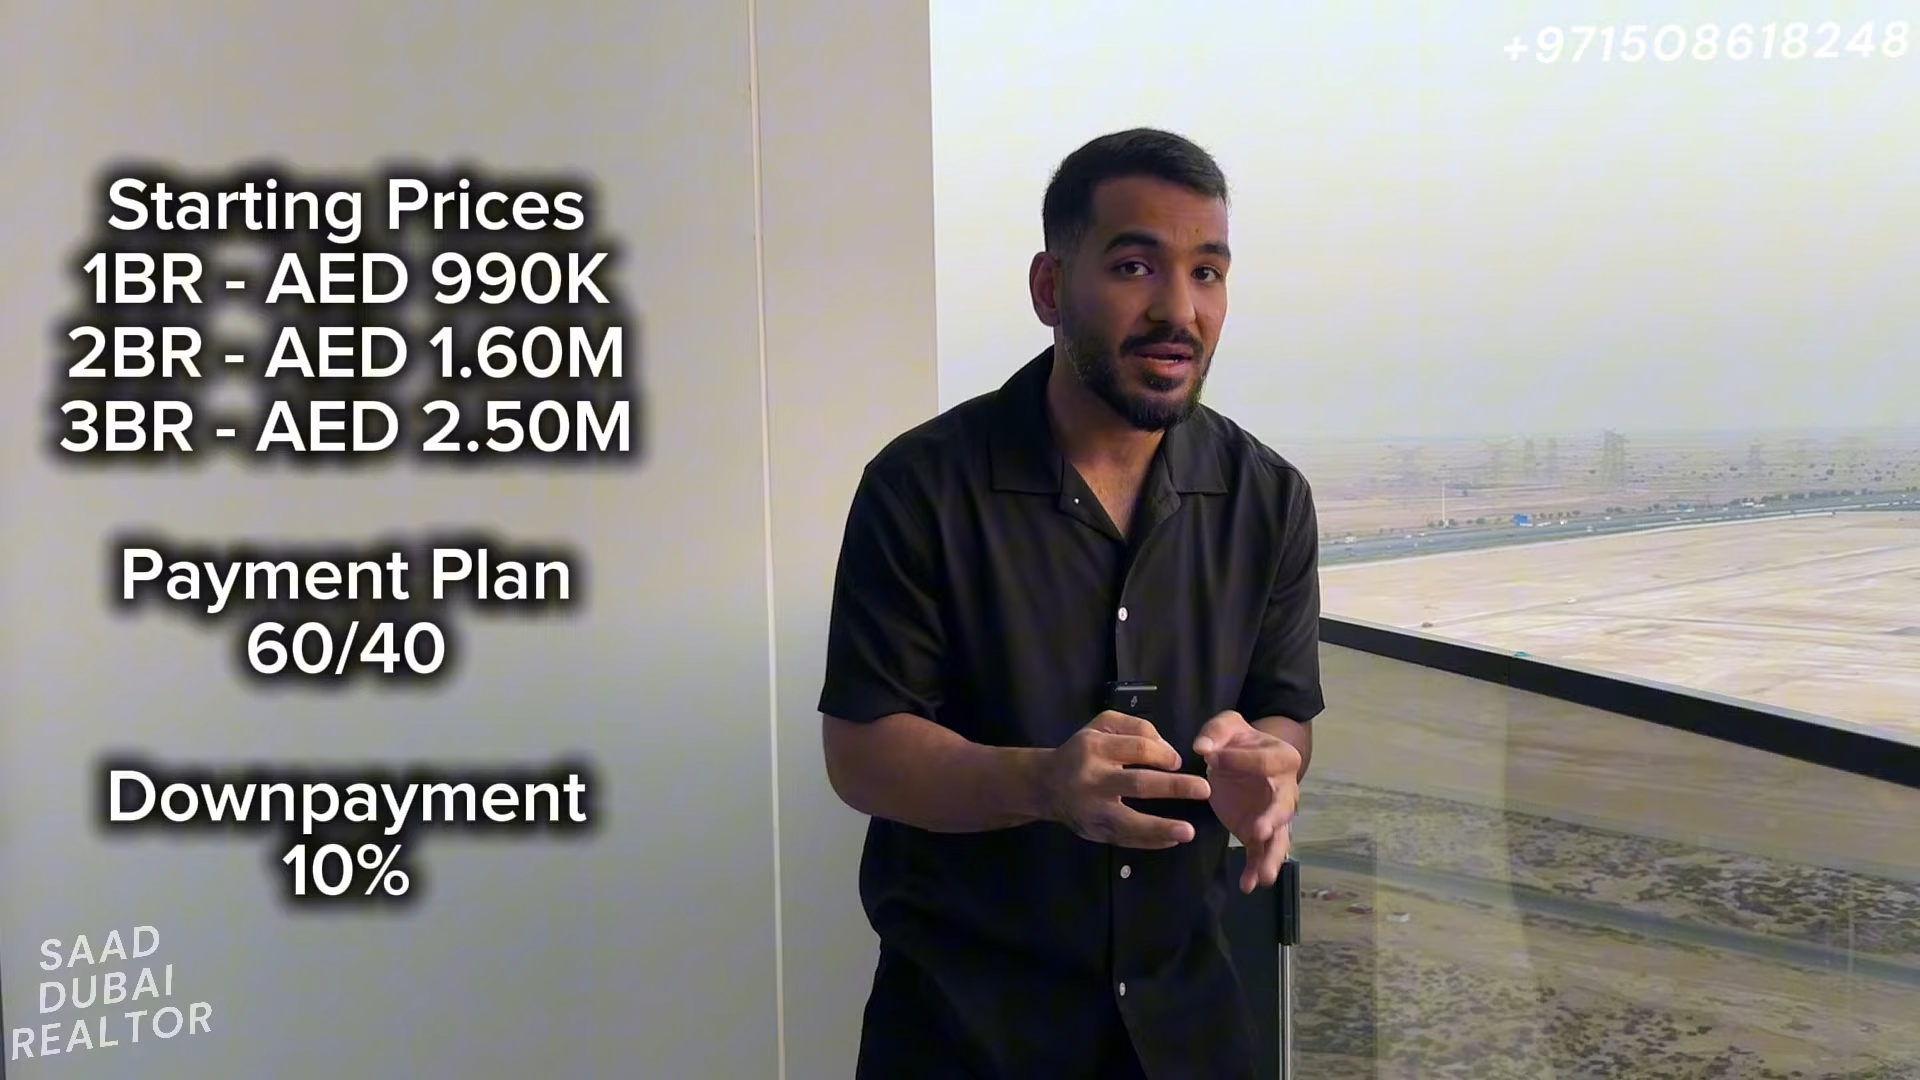 +971508618248
Starting Prices
1BR - AED 990K
2BR - AED 1.60M
3BR - AED 2.50M
Payment Plan
60/40
Downpayment
10%
SAAD
DUBAI
REALTOR